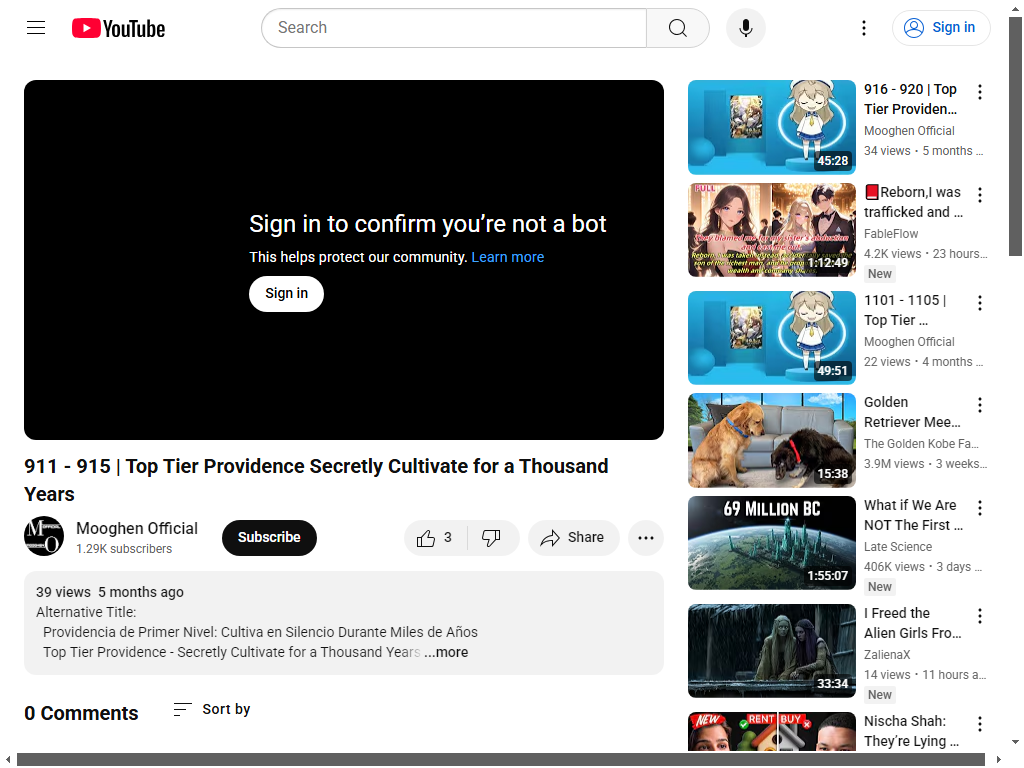 YouTube
Search
Sign in
Sign in to confirm you’re not a bot
This helps protect our community. Learn more
Sign in
911 - 915 | Top Tier Providence Secretly Cultivate for a Thousand
Years
Mooghen Official
1.29K subscribers
Subscribe
3
Share
39 views 5 months ago
Alternative Title:
Providencia de Primer Nivel: Cultiva en Silencio Durante Miles de Años
Top Tier Providence - Secretly Cultivate for a Thousand Years ...more
0 Comments
Sort by
45:28
916 - 920 | Top
Tier Providen...
Mooghen Official
34 views • 5 months ...
FULL
1:12:49
Reborn,I was
trafficked and ...
FableFlow
4.2K views • 23 hours...
New
49:51
1101 - 1105 |
Top Tier ...
Mooghen Official
22 views • 4 months ...
15:38
Golden
Retriever Mee...
The Golden Kobe Fa...
3.9M views • 3 weeks...
69 MILLION BC
1:55:07
What if We Are
NOT The First ...
Late Science
406K views • 3 days ...
New
33:34
I Freed the
Alien Girls Fro...
ZalienaX
14 views • 11 hours a...
New
NEW
RENT BUY
Nischa Shah:
They’re Lying ...